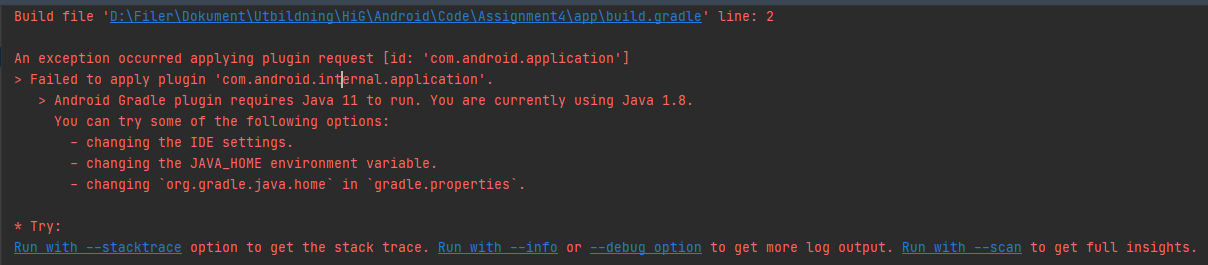 Build file 'D:\Filer\Dokument\Utbildning\HiG\Android\Code\Assignment4\app\build.gradle' line: 2
An exception occurred applying plugin request [id: 'com.android.application']
> Failed to apply plugin 'com.android.internal.application'.
> Android Gradle plugin requires Java 11 to run. You are currently using Java 1.8.
You can try some of the following options:
- changing the IDE settings.
- changing the JAVA_HOME environment variable.
- changing `org.gradle.java.home` in `gradle.properties`.
* Try:
Run with --stacktrace option to get the stack trace. Run with --info or --debug option to get more log output. Run with --scan to get full insights.